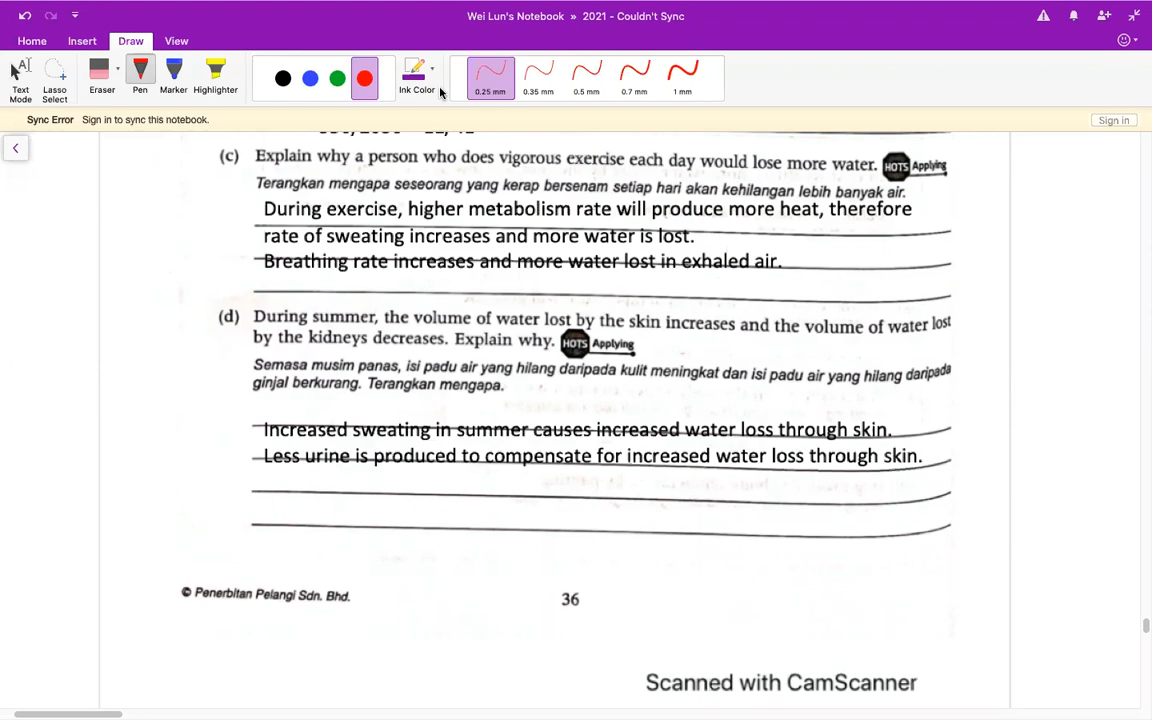 Wei Lun's Notebook » 2021 - Couldn't Sync
Home Insert Draw View
Text Mode
Lasso Select
Eraser
Pen
Marker
Highlighter
Ink Color
0.25 mm 0.35 mm 0.5 mm 0.7 mm 1 mm
Sync Error Sign in to sync this notebook.
Sign in
(c) Explain why a person who does vigorous exercise each day would lose more water. HOTS Applying
Terangkan mengapa seseorang yang kerap bersenam setiap hari akan kehilangan lebih banyak air.
During exercise, higher metabolism rate will produce more heat, therefore
rate of sweating increases and more water is lost.
Breathing rate increases and more water lost in exhaled air.
(d) During summer, the volume of water lost by the skin increases and the volume of water lost
by the kidneys decreases. Explain why. HOTS Applying
Semasa musim panas, isi padu air yang hilang daripada kulit meningkat dan isi padu air yang hilang daripada
ginjal berkurang. Terangkan mengapa.
Increased sweating in summer causes increased water loss through skin.
Less urine is produced to compensate for increased water loss through skin.
© Penerbitan Pelangi Sdn. Bhd.
36
Scanned with CamScanner